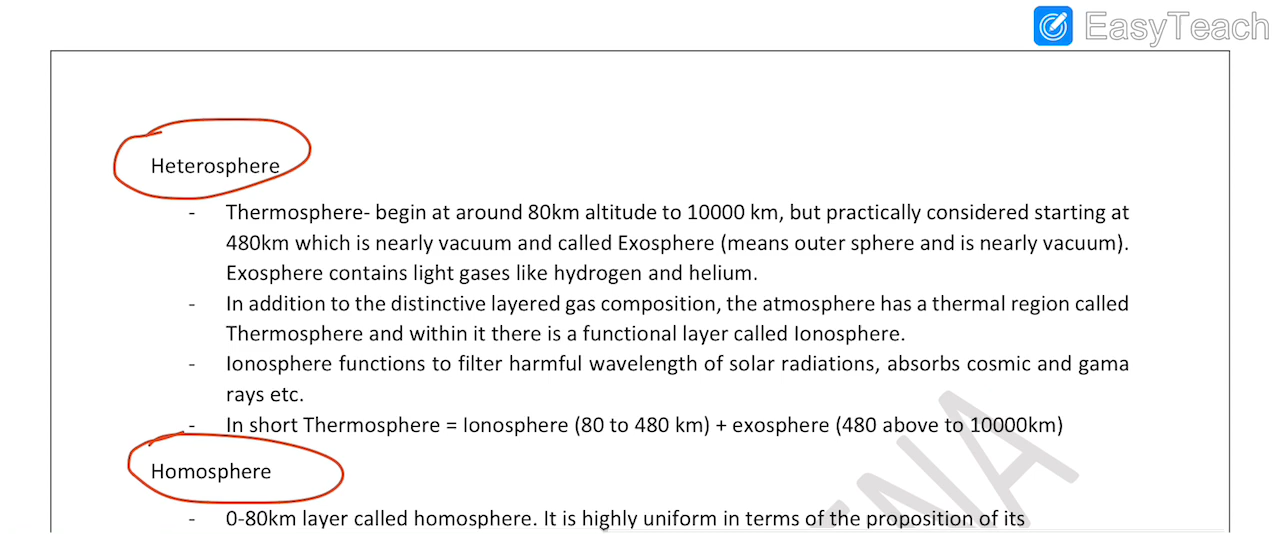 EasyTeach
Heterosphere
- Thermosphere- begin at around 80km altitude to 10000 km, but practically considered starting at
480km which is nearly vacuum and called Exosphere (means outer sphere and is nearly vacuum).
Exosphere contains light gases like hydrogen and helium.
- In addition to the distinctive layered gas composition, the atmosphere has a thermal region called
Thermosphere and within it there is a functional layer called Ionosphere.
- Ionosphere functions to filter harmful wavelength of solar radiations, absorbs cosmic and gama
rays etc.
- In short Thermosphere = Ionosphere (80 to 480 km) + exosphere (480 above to 10000km)
Homosphere
- 0-80km layer called homosphere. It is highly uniform in terms of the proposition of its